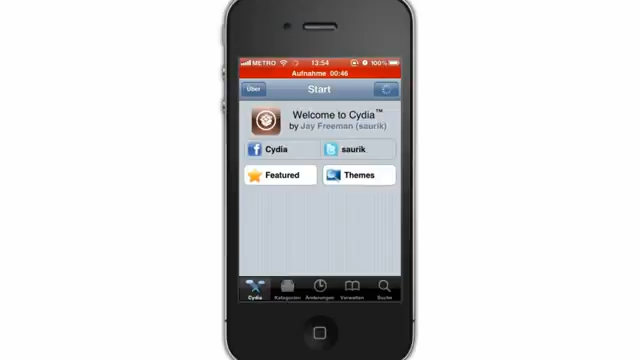 METRO 13:54 100%
Aufnahme 00:46
Über Start
Welcome to Cydia™
by Jay Freeman (saurik)
Cydia saurik
Featured Themes
Cydia Kategorien Änderungen Verwalten Suche